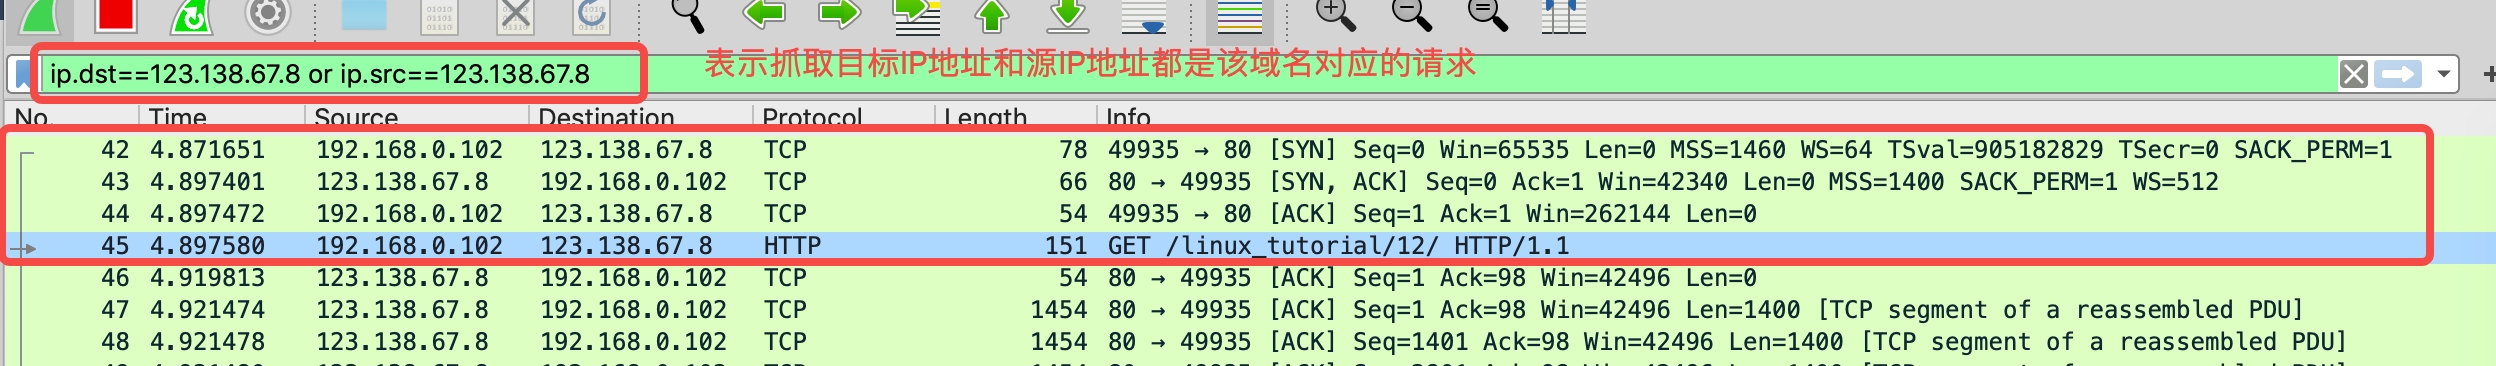 ip.dst==123.138.67.8 or ip.src==123.138.67.8 表示抓取目标IP地址和源IP地址都是该域名对应的请求
No. Time Source Destination Protocol Length Info
42 4.871651 192.168.0.102 123.138.67.8 TCP 78 49935 → 80 [SYN] Seq=0 Win=65535 Len=0 MSS=1460 WS=64 TSval=905182829 TSecr=0 SACK_PERM=1
43 4.897401 123.138.67.8 192.168.0.102 TCP 66 80 → 49935 [SYN, ACK] Seq=0 Ack=1 Win=42340 Len=0 MSS=1400 SACK_PERM=1 WS=512
44 4.897472 192.168.0.102 123.138.67.8 TCP 54 49935 → 80 [ACK] Seq=1 Ack=1 Win=262144 Len=0
45 4.897580 192.168.0.102 123.138.67.8 HTTP 151 GET /linux_tutorial/12/ HTTP/1.1
46 4.919813 123.138.67.8 192.168.0.102 TCP 54 80 → 49935 [ACK] Seq=1 Ack=98 Win=42496 Len=0
47 4.921474 123.138.67.8 192.168.0.102 TCP 1454 80 → 49935 [ACK] Seq=1 Ack=98 Win=42496 Len=1400 [TCP segment of a reassembled PDU]
48 4.921478 123.138.67.8 192.168.0.102 TCP 1454 80 → 49935 [ACK] Seq=1401 Ack=98 Win=42496 Len=1400 [TCP segment of a reassembled PDU]